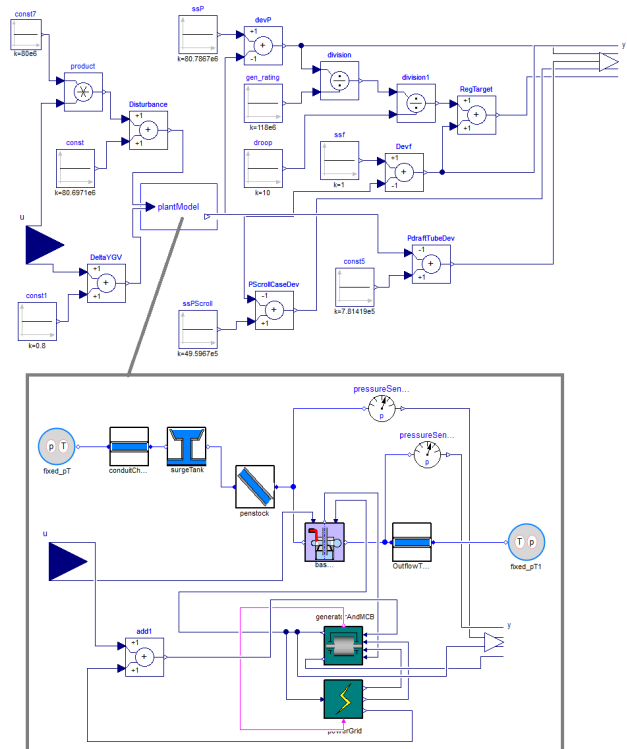 ssP
const7
devP
+1
+
-1
y
k=80e6
k=80.7867e6
product
division
gen_rating
division1
RegTarget
+1
+
+1
Disturbance
+1
+
+1
k=118e6
const
droop
ssf
Devf
+1
+
-1
k=80.6971e6
k=10
k=1
plantModel
u
PdraftTubeDev
-1
+
+1
DeltaYGV
+1
+
+1
const5
PScrollCaseDev
-1
+
+1
const1
ssPScroll
k=7.81419e5
k=0.8
k=49.5967e5
pressureSen...
p
pressureSen...
p
p T
fixed_pT
conduitCh...
surgeTank
penstock
u
bas...
OutflowT...
T p
fixed_pT1
add1
+1
+
+1
y
powerGrid